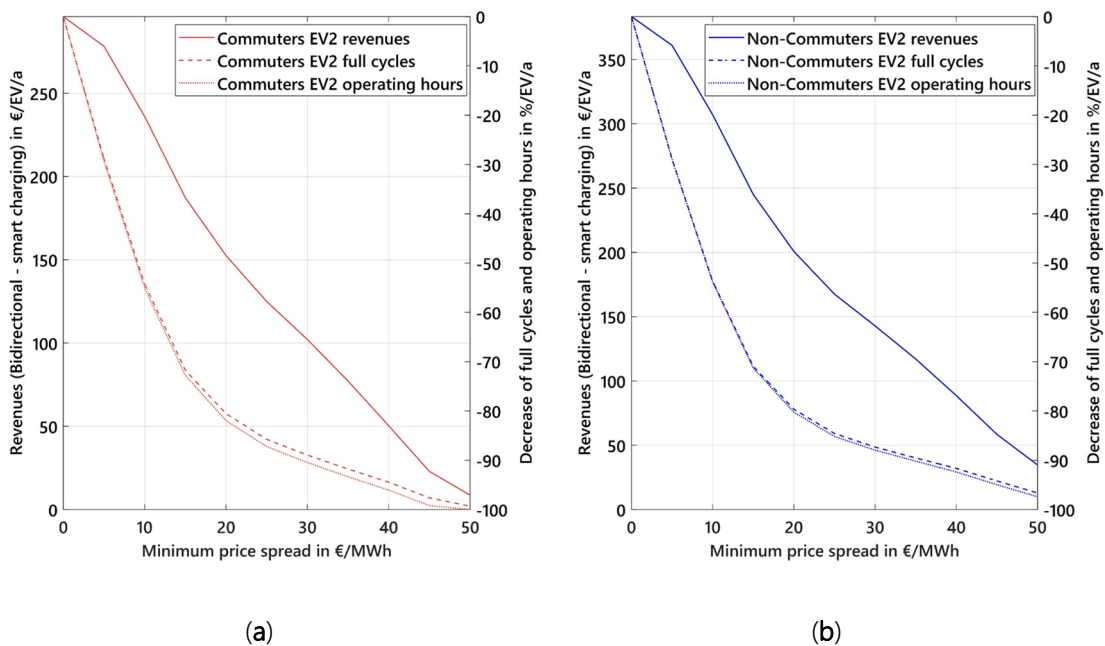 Commuters EV2 revenues
Commuters EV2 full cycles
Commuters EV2 operating hours
Revenues (Bidirectional - smart charging) in €/EV/a
250
200
150
100
50
0
0
-10
-20
-30
-40
-50
-60
-70
-80
-90
-100
Decrease of full cycles and operating hours in %/EV/a
0 10 20 30 40 50
Minimum price spread in €/MWh
(a)
Non-Commuters EV2 revenues
Non-Commuters EV2 full cycles
Non-Commuters EV2 operating hours
Revenues (Bidirectional - smart charging) in €/EV/a
350
300
250
200
150
100
50
0
0
-10
-20
-30
-40
-50
-60
-70
-80
-90
-100
Decrease of full cycles and operating hours in %/EV/a
0 10 20 30 40 50
Minimum price spread in €/MWh
(b)